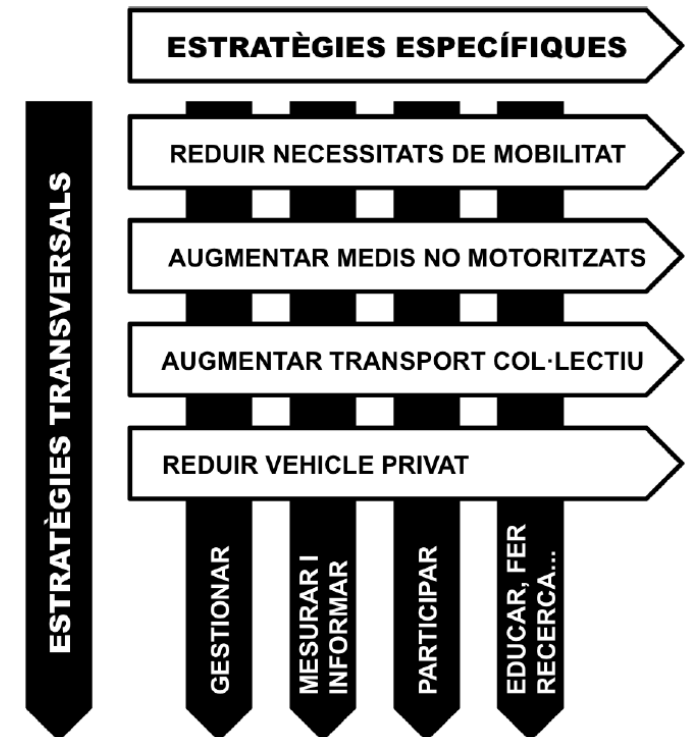 ESTRATÈGIES ESPECÍFIQUES
ESTRATÈGIES TRANSVERSALS
REDUIR NECESSITATS DE MOBILITAT
AUGMENTAR MEDIS NO MOTORITZATS
AUGMENTAR TRANSPORT COL·LECTIU
REDUIR VEHICLE PRIVAT
GESTIONAR
MESURAR I
INFORMAR
PARTICIPAR
EDUCAR, FER
RECERCA...